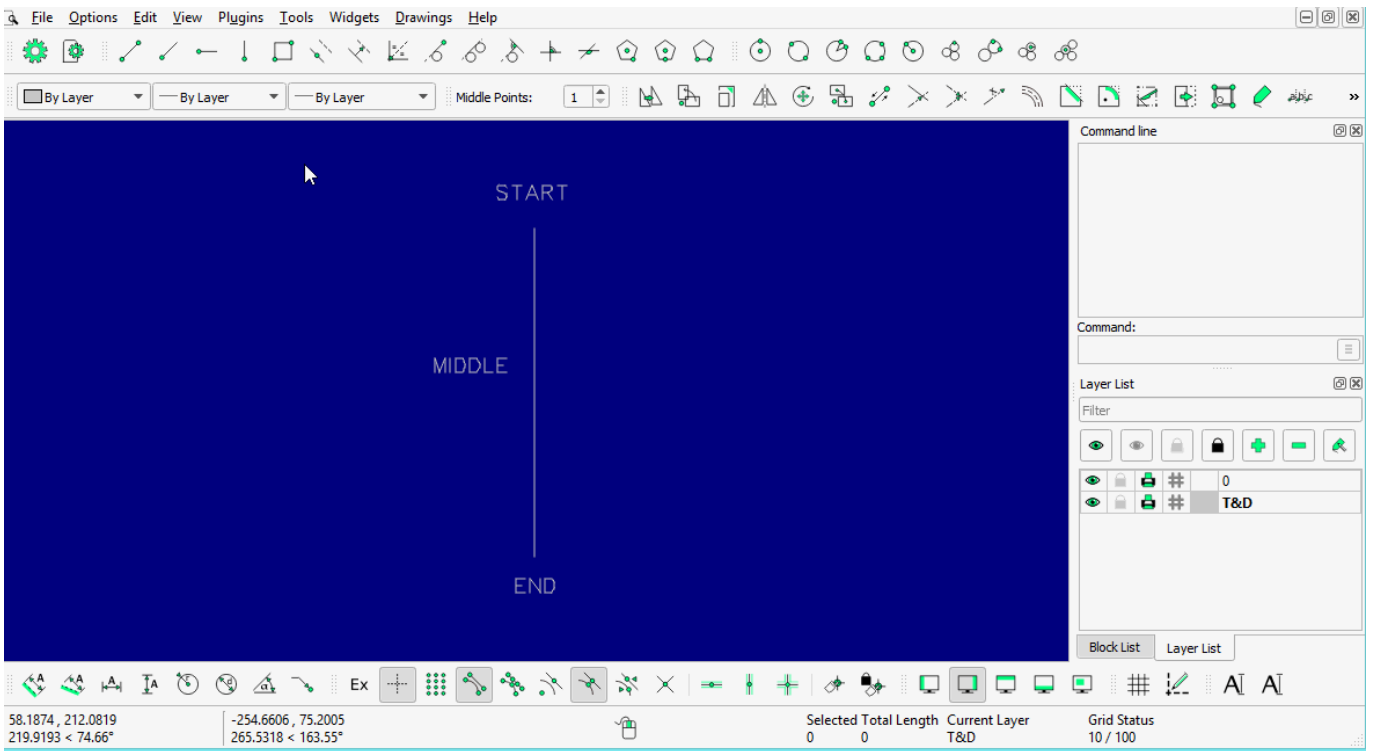 File Options Edit View Plugins Tools Widgets Drawings Help
By Layer By Layer By Layer Middle Points: 1 abc »
Command line
START
MIDDLE
END
Command:
Layer List
Filter
0
T&D
Block List Layer List
Ex
58.1874 , 212.0819 -254.6606 , 75.2005 Selected Total Length Current Layer Grid Status
219.9193 < 74.66° 265.5318 < 163.55° 0 0 T&D 10 / 100